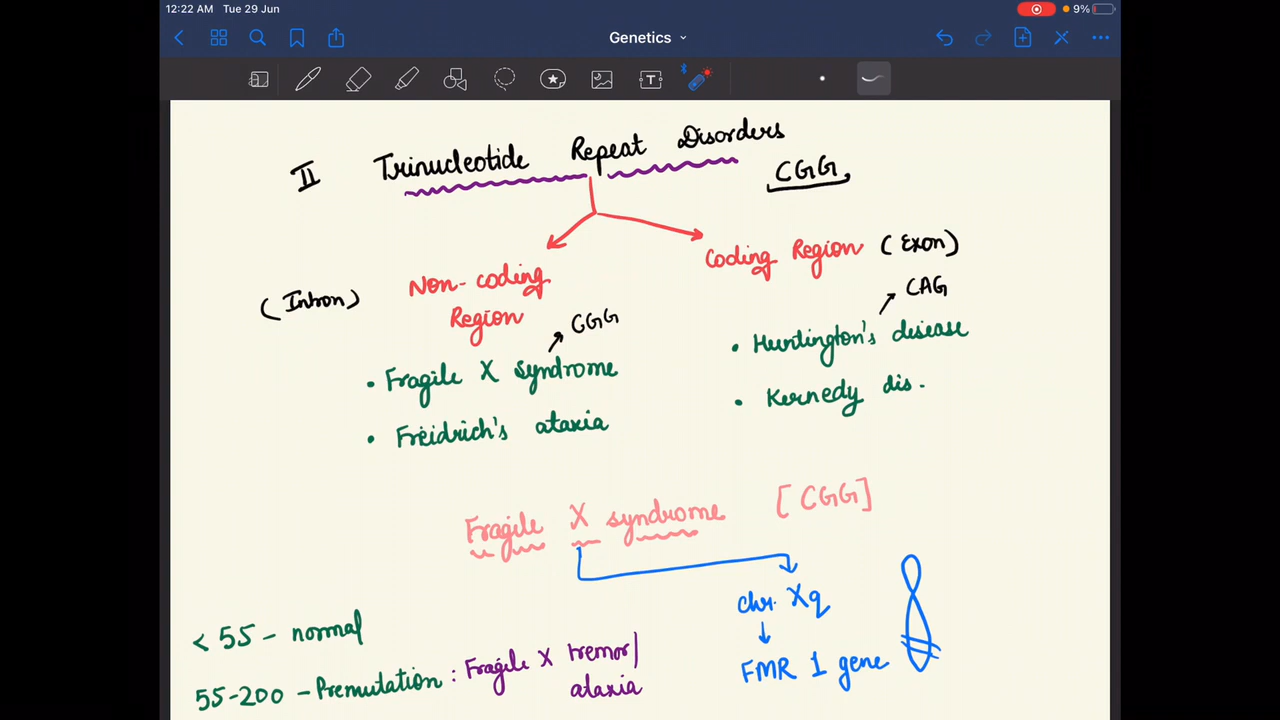 12:22 AM Tue 29 Jun
9%
Genetics
II Trinucleotide Repeat Disorders
CGG
Non-coding Region
(Intron)
CGG
• Fragile X syndrome
• Freidrich's ataxia
Coding Region (Exon)
CAG
• Huntington's disease
• Kernedy dis.
Fragile X syndrome [CGG]
chr. Xq
FMR 1 gene
< 55 - normal
55-200 - Premutation : Fragile X tremor/
ataxia